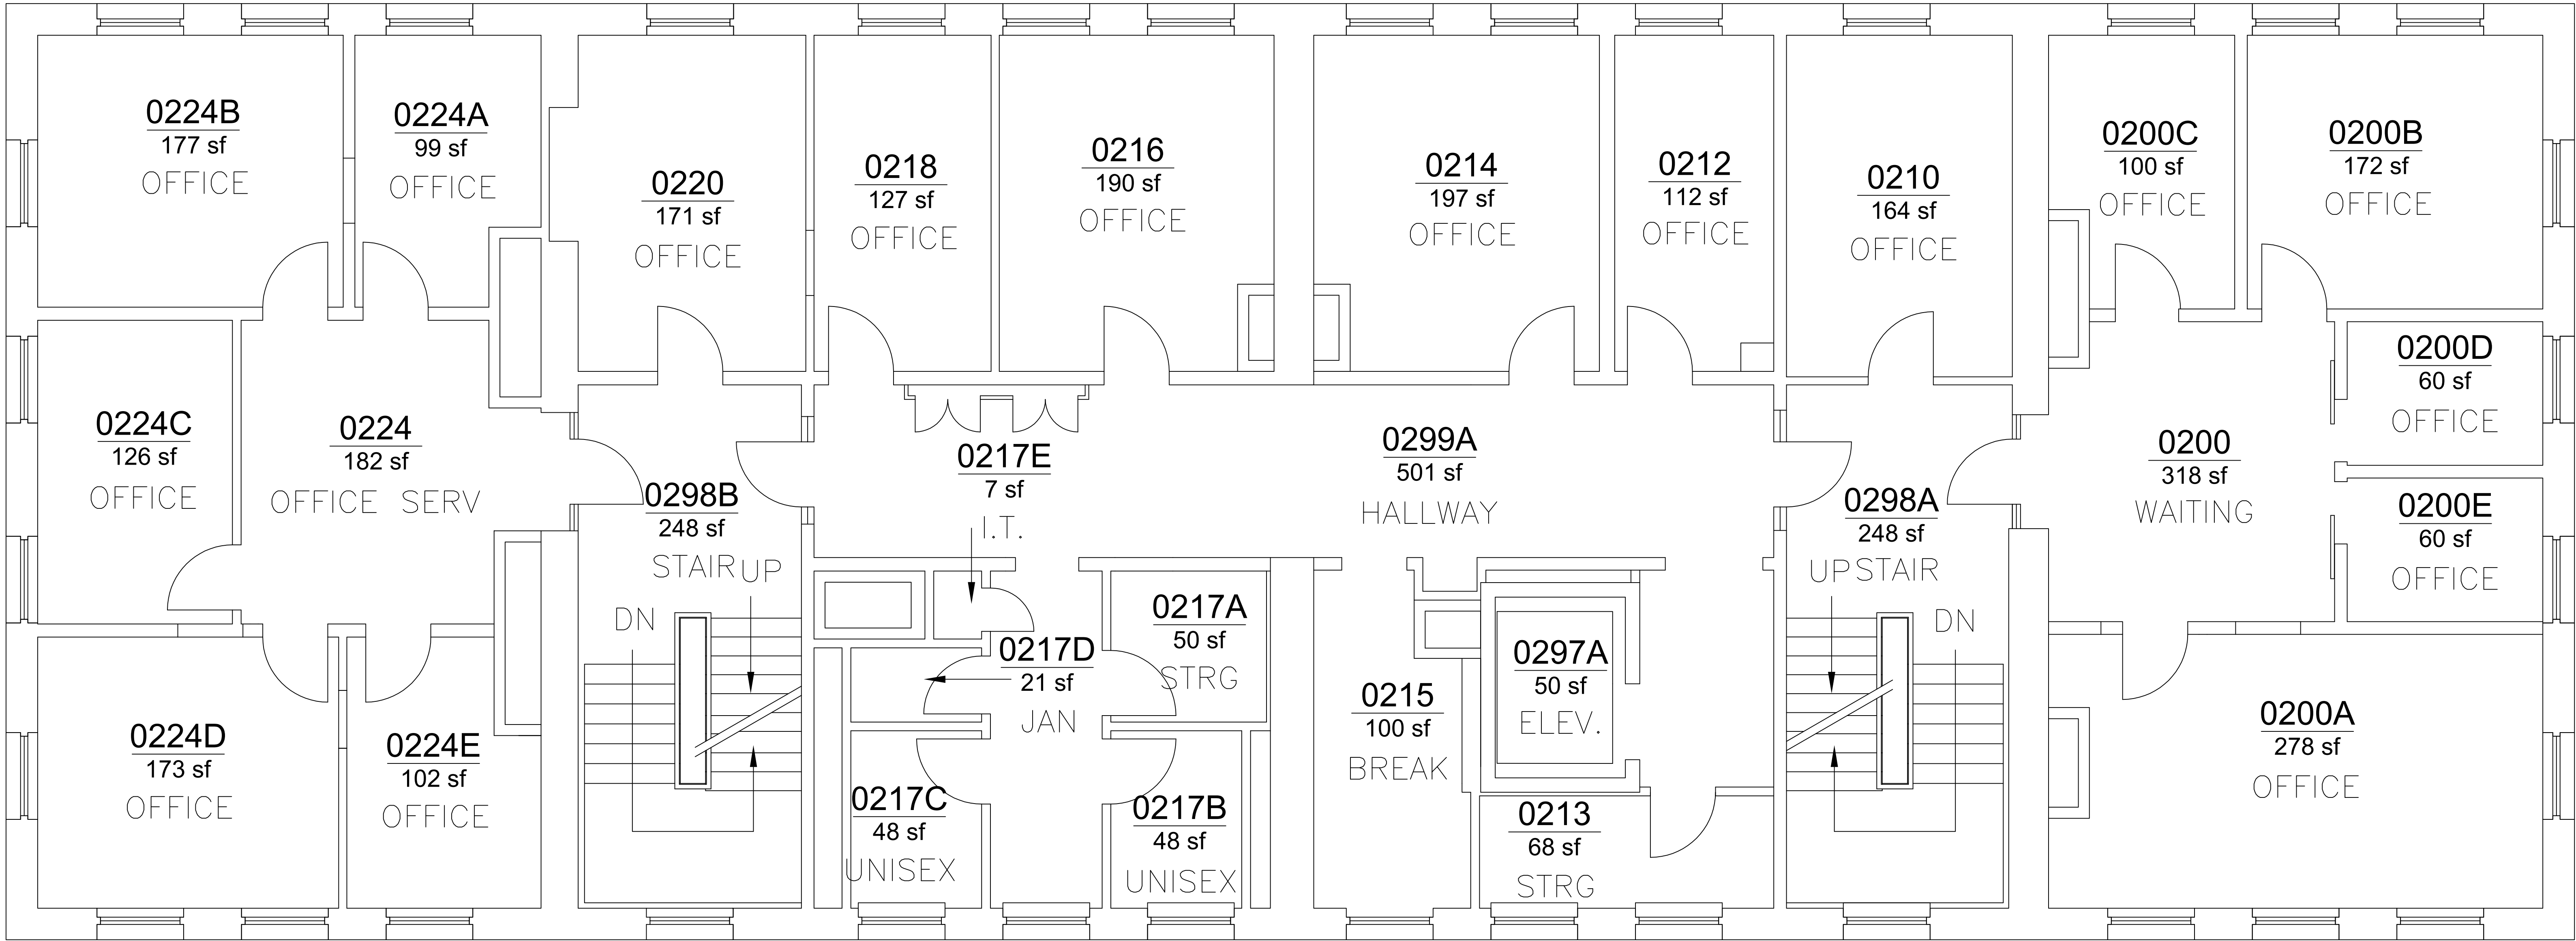 0224B
177 sf
OFFICE
0224A
99 sf
OFFICE
0220
171 sf
OFFICE
0218
127 sf
OFFICE
0216
190 sf
OFFICE
0214
197 sf
OFFICE
0212
112 sf
OFFICE
0210
164 sf
OFFICE
0200C
100 sf
OFFICE
0200B
172 sf
OFFICE
0224C
126 sf
OFFICE
0224
182 sf
OFFICE SERV
0298B
248 sf
STAIR
UP
DN
0217E
7 sf
I.T.
0299A
501 sf
HALLWAY
0298A
248 sf
UP
STAIR
DN
0200
318 sf
WAITING
0200D
60 sf
OFFICE
0200E
60 sf
OFFICE
0224D
173 sf
OFFICE
0224E
102 sf
OFFICE
0217D
21 sf
JAN
0217A
50 sf
STRG
0217C
48 sf
UNISEX
0217B
48 sf
UNISEX
0215
100 sf
BREAK
0297A
50 sf
ELEV.
0213
68 sf
STRG
0200A
278 sf
OFFICE